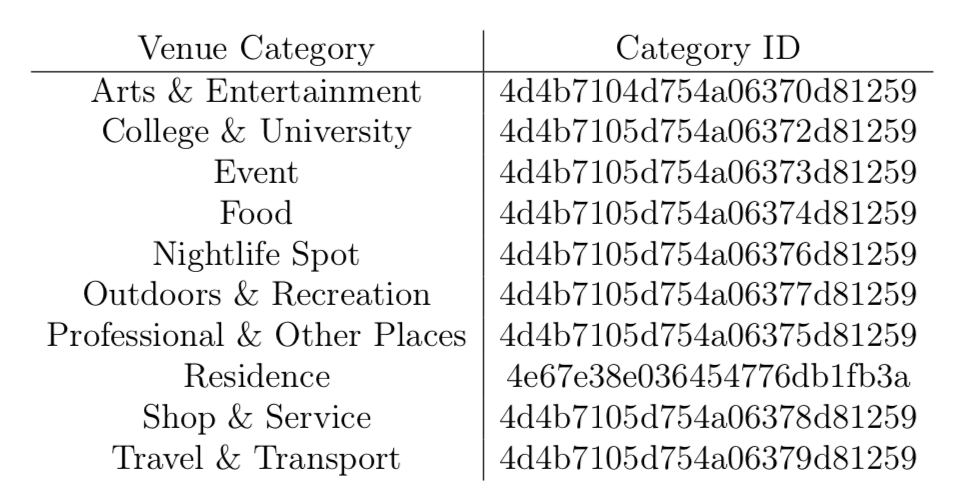 Venue Category Category ID
Arts & Entertainment 4d4b7104d754a06370d81259
College & University 4d4b7105d754a06372d81259
Event 4d4b7105d754a06373d81259
Food 4d4b7105d754a06374d81259
Nightlife Spot 4d4b7105d754a06376d81259
Outdoors & Recreation 4d4b7105d754a06377d81259
Professional & Other Places 4d4b7105d754a06375d81259
Residence 4e67e38e036454776db1fb3a
Shop & Service 4d4b7105d754a06378d81259
Travel & Transport 4d4b7105d754a06379d81259